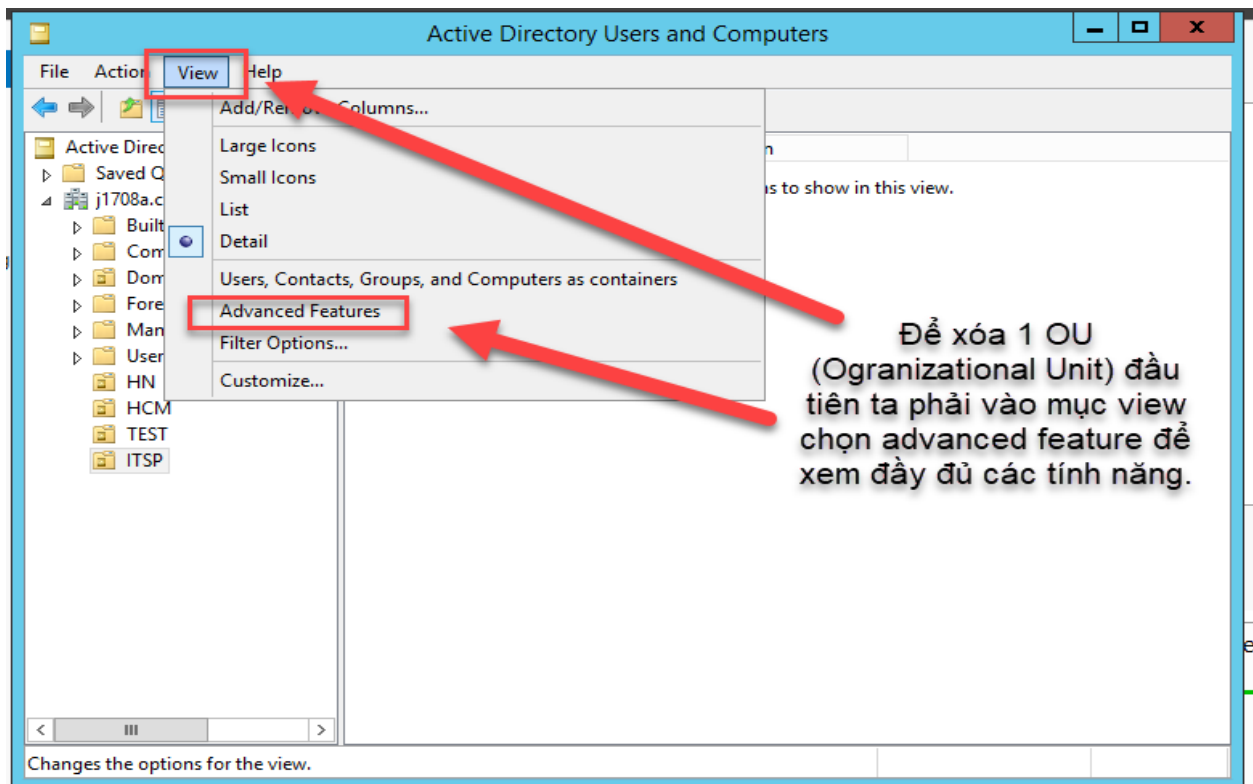 Active Directory Users and Computers
File Action View Help
Add/Remove Columns...
Large Icons
Small Icons
List
Detail
Users, Contacts, Groups, and Computers as containers
Advanced Features
Filter Options...
Customize...
Active Direc
Saved Q
j1708a.c
Built
Com
Dom
Fore
Man
User
HN
HCM
TEST
ITSP
n
ns to show in this view.
Để xóa 1 OU
(Ogranizational Unit) đầu
tiên ta phải vào mục view
chọn advanced feature để
xem đầy đủ các tính năng.
Changes the options for the view.